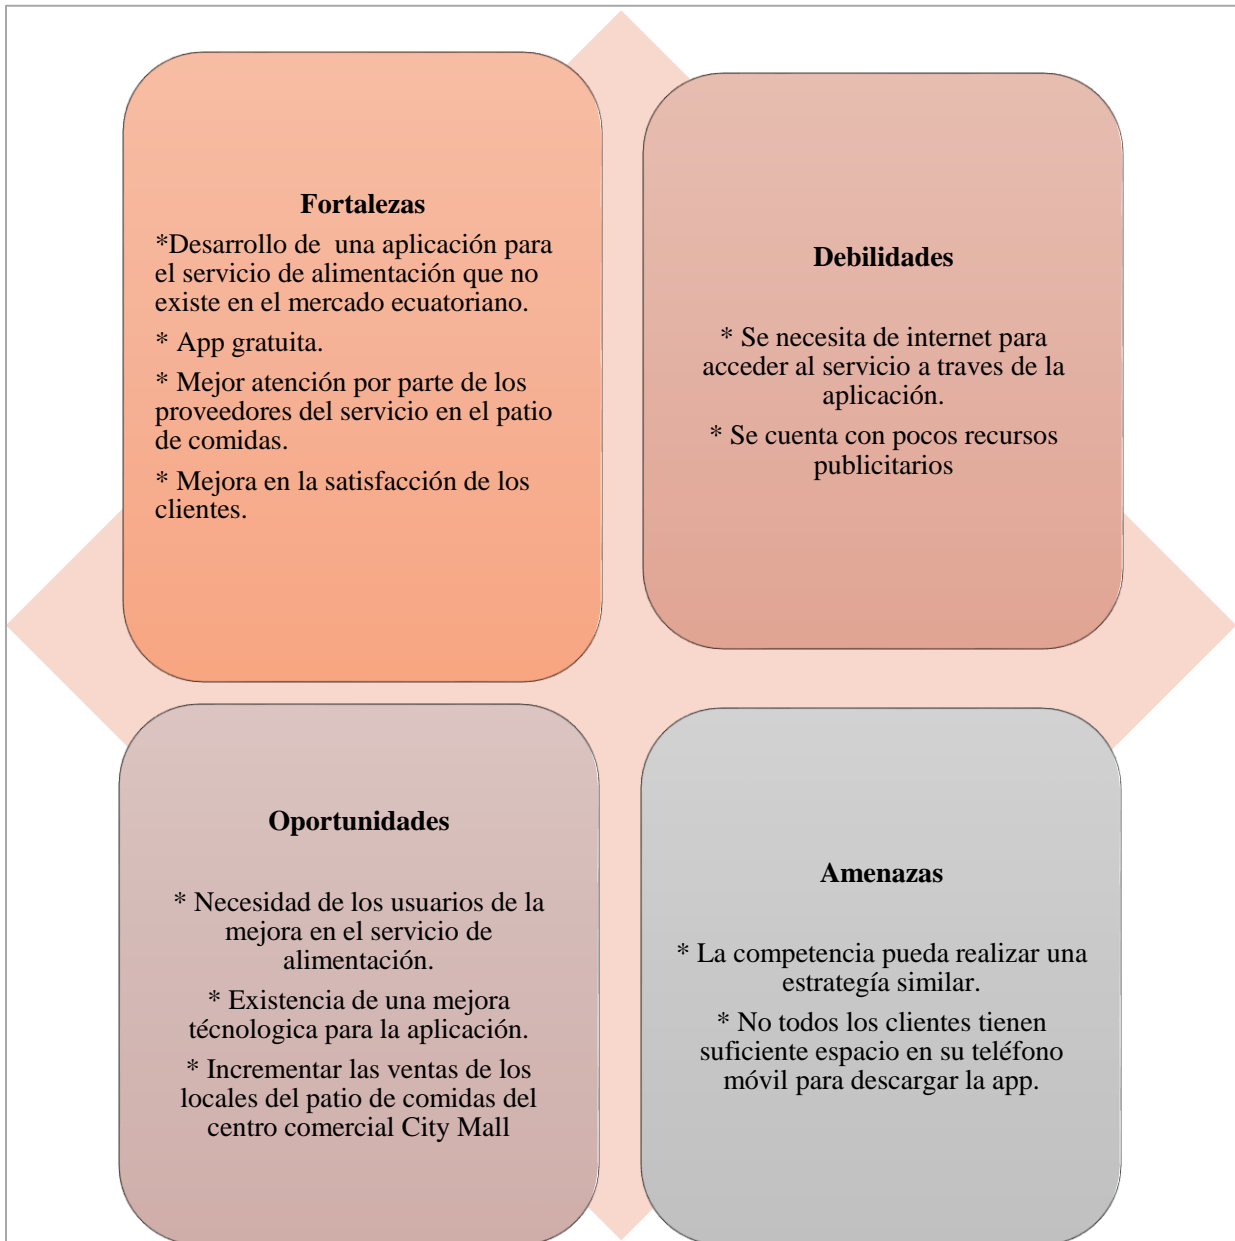 Fortalezas
*Desarrollo de una aplicación para
el servicio de alimentación que no
existe en el mercado ecuatoriano.
* App gratuita.
* Mejor atención por parte de los
proveedores del servicio en el patio
de comidas.
* Mejora en la satisfacción de los
clientes.
Debilidades
* Se necesita de internet para
acceder al servicio a traves de la
aplicación.
* Se cuenta con pocos recursos
publicitarios
Oportunidades
* Necesidad de los usuarios de la
mejora en el servicio de
alimentación.
* Existencia de una mejora
técnologica para la aplicación.
* Incrementar las ventas de los
locales del patio de comidas del
centro comercial City Mall
Amenazas
* La competencia pueda realizar una
estrategía similar.
* No todos los clientes tienen
suficiente espacio en su teléfono
móvil para descargar la app.